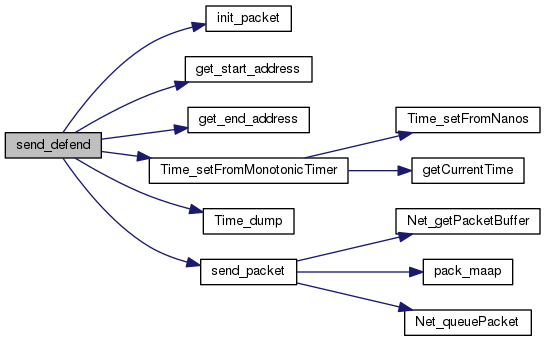 init_packet
get_start_address
get_end_address
Time_setFromNanos
send_defend
Time_setFromMonotonicTimer
getCurrentTime
Time_dump
Net_getPacketBuffer
send_packet
pack_maap
Net_queuePacket